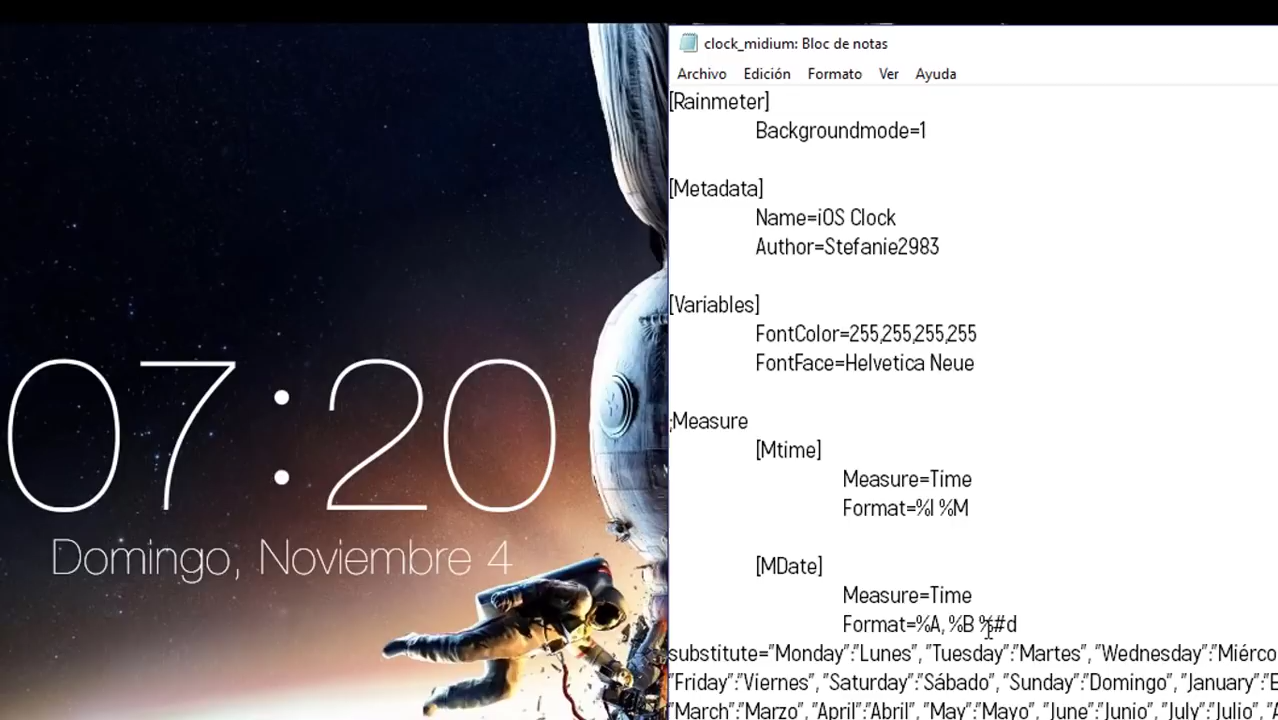 07:20
Domingo, Noviembre 4
clock_midium: Bloc de notas
Archivo Edición Formato Ver Ayuda
[Rainmeter]
Backgroundmode=1
[Metadata]
Name=iOS Clock
Author=Stefanie2983
[Variables]
FontColor=255,255,255,255
FontFace=Helvetica Neue
;Measure
[Mtime]
Measure=Time
Format=%I %M
[MDate]
Measure=Time
Format=%A, %B %#d
substitute="Monday":"Lunes", "Tuesday":"Martes", "Wednesday":"Miérco
"Friday":"Viernes", "Saturday":"Sábado", "Sunday":"Domingo", "January":"E
"March":"Marzo", "April":"Abril", "May":"Mayo", "June":"Junio", "July":"Julio", "A